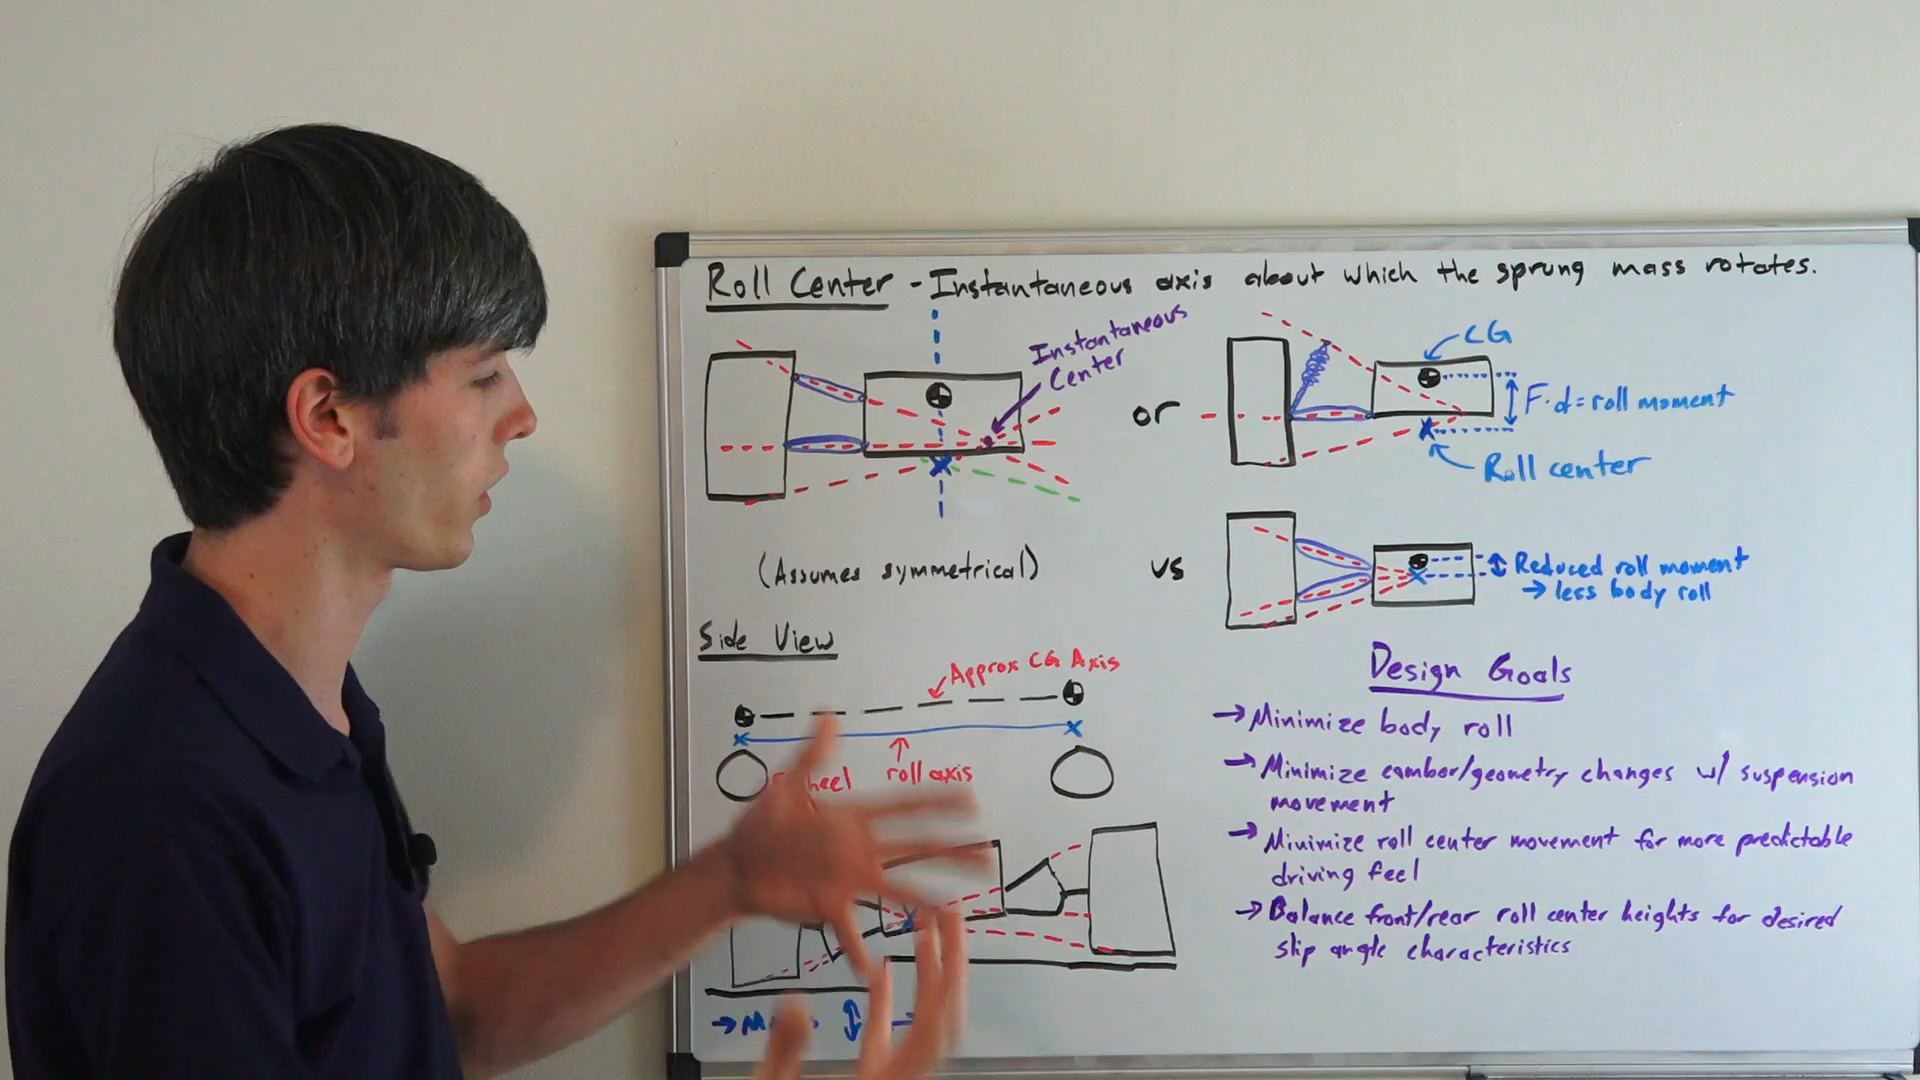 Roll Center - Instantaneous axis about which the sprung mass rotates.
Instantaneous
Center
or
CG
F·d = roll moment
Roll center
(Assumes symmetrical)
vs
Reduced roll moment
→ less body roll
Side View
Approx CG Axis
roll axis
Design Goals
→ Minimize body roll
→ Minimize camber/geometry changes w/ suspension
movement
→ Minimize roll center movement for more predictable
driving feel
→ Balance front/rear roll center heights for desired
slip angle characteristics